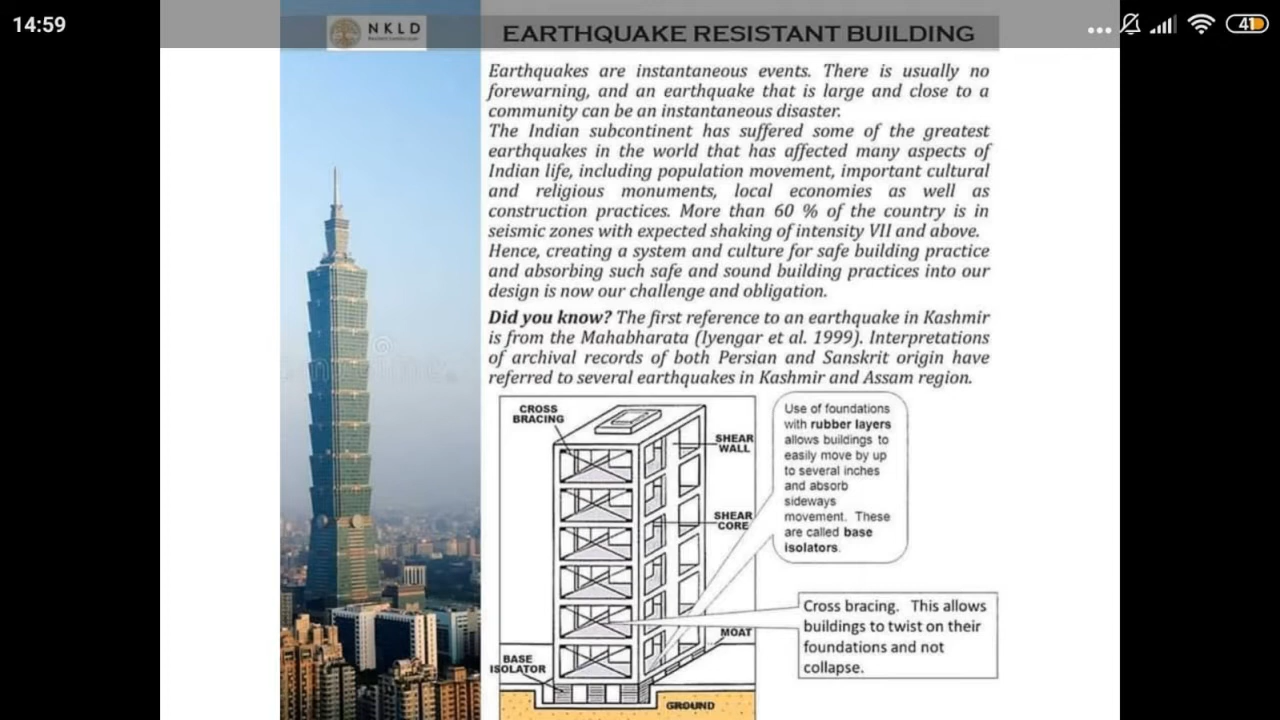 14:59
41
NKLD
EARTHQUAKE RESISTANT BUILDING
Earthquakes are instantaneous events. There is usually no
forewarning, and an earthquake that is large and close to a
community can be an instantaneous disaster.
The Indian subcontinent has suffered some of the greatest
earthquakes in the world that has affected many aspects of
Indian life, including population movement, important cultural
and religious monuments, local economies as well as
construction practices. More than 60 % of the country is in
seismic zones with expected shaking of intensity VII and above.
Hence, creating a system and culture for safe building practice
and absorbing such safe and sound building practices into our
design is now our challenge and obligation.
Did you know? The first reference to an earthquake in Kashmir
is from the Mahabharata (Iyengar et al. 1999). Interpretations
of archival records of both Persian and Sanskrit origin have
referred to several earthquakes in Kashmir and Assam region.
CROSS
BRACING
SHEAR
WALL
SHEAR
CORE
MOAT
BASE
ISOLATOR
GROUND
Use of foundations
with rubber layers
allows buildings to
easily move by up
to several inches
and absorb
sideways
movement. These
are called base
isolators.
Cross bracing. This allows
buildings to twist on their
foundations and not
collapse.